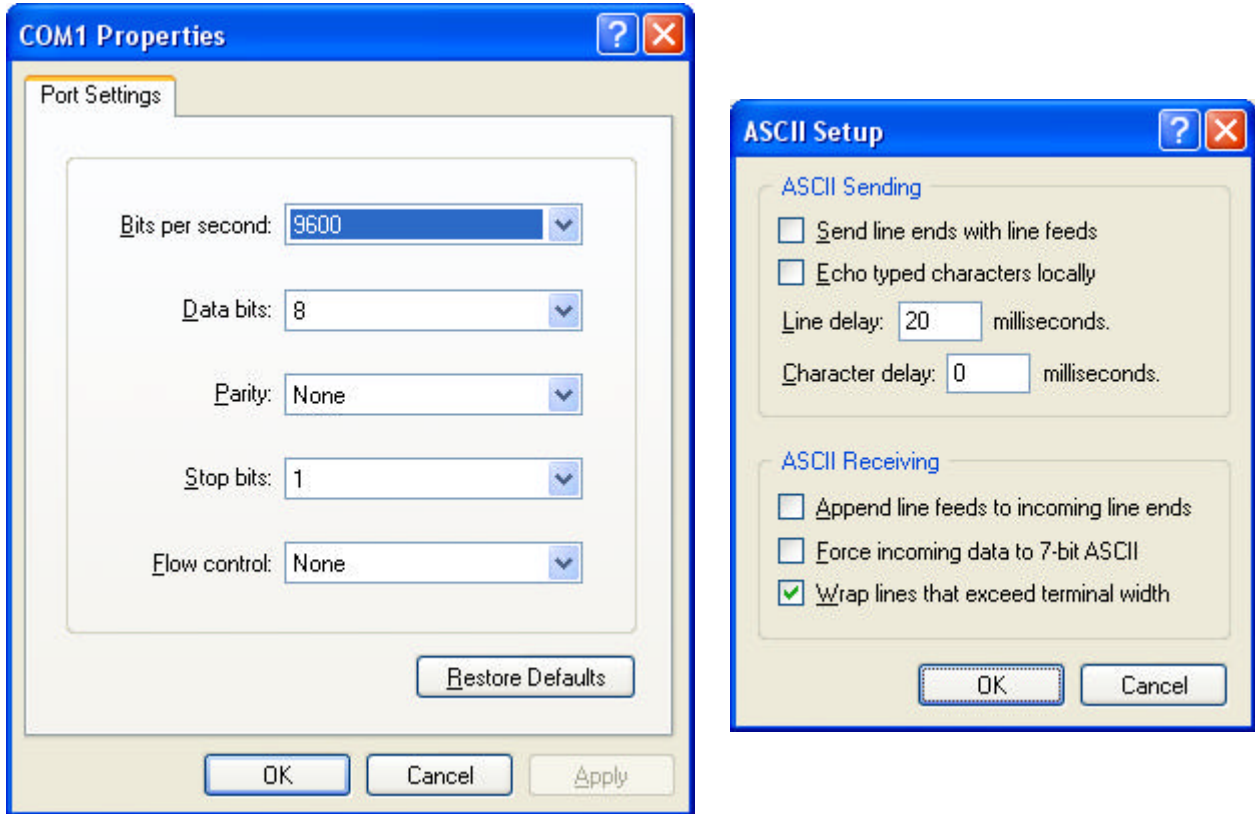 COM1 Properties
Port Settings
Bits per second: 9600
Data bits: 8
Parity: None
Stop bits: 1
Flow control: None
Restore Defaults
OK Cancel Apply
ASCII Setup
ASCII Sending
Send line ends with line feeds
Echo typed characters locally
Line delay: 20 milliseconds.
Character delay: 0 milliseconds.
ASCII Receiving
Append line feeds to incoming line ends
Force incoming data to 7-bit ASCII
Wrap lines that exceed terminal width
OK Cancel